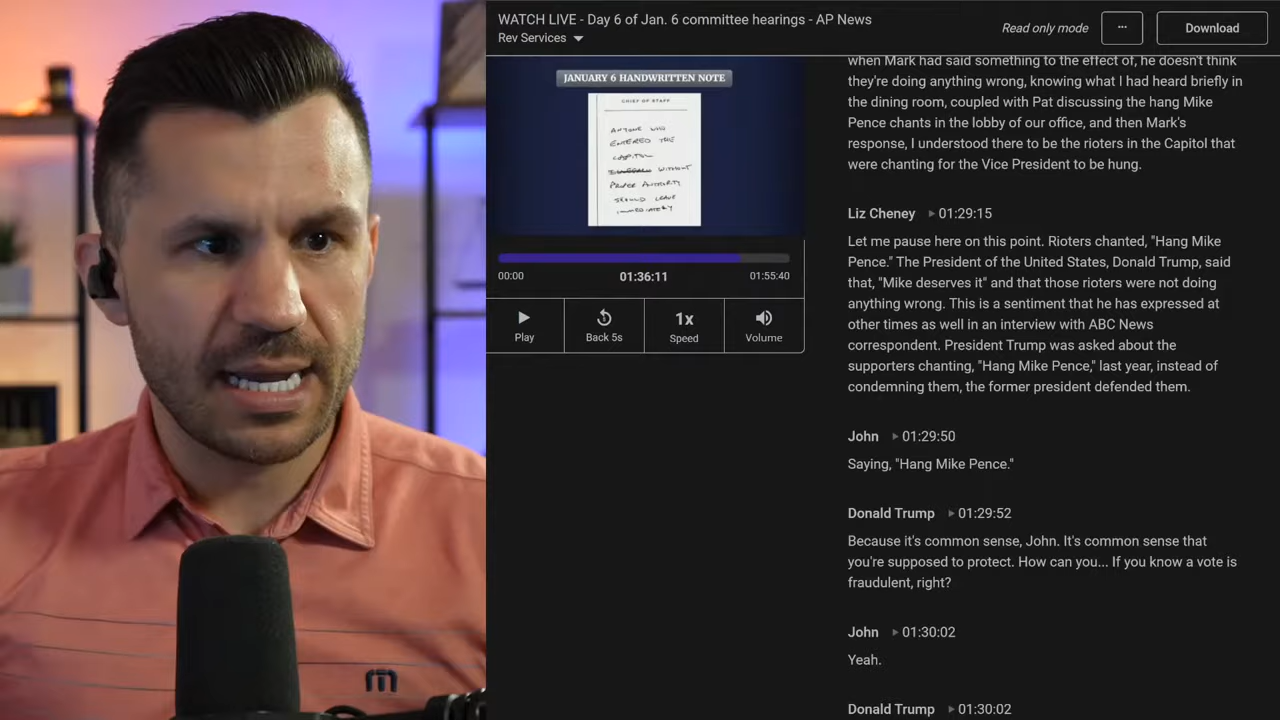 WATCH LIVE - Day 6 of Jan. 6 committee hearings - AP News
Rev Services
Read only mode
...
Download
JANUARY 6 HANDWRITTEN NOTE
CHIEF OF STAFF
ANYONE WHO
ENTERED THE
CAPITOL
WITHOUT
PROPER AUTHORITY
SHOULD LEAVE
IMMEDIATELY
00:00
01:36:11
01:55:40
Play
Back 5s
1x
Speed
Volume
when Mark had said something to the effect of, he doesn't think
they're doing anything wrong, knowing what I had heard briefly in
the dining room, coupled with Pat discussing the hang Mike
Pence chants in the lobby of our office, and then Mark's
response, I understood there to be the rioters in the Capitol that
were chanting for the Vice President to be hung.
Liz Cheney 01:29:15
Let me pause here on this point. Rioters chanted, "Hang Mike
Pence." The President of the United States, Donald Trump, said
that, "Mike deserves it" and that those rioters were not doing
anything wrong. This is a sentiment that he has expressed at
other times as well in an interview with ABC News
correspondent. President Trump was asked about the
supporters chanting, "Hang Mike Pence," last year, instead of
condemning them, the former president defended them.
John 01:29:50
Saying, "Hang Mike Pence."
Donald Trump 01:29:52
Because it's common sense, John. It's common sense that
you're supposed to protect. How can you... If you know a vote is
fraudulent, right?
John 01:30:02
Yeah.
Donald Trump 01:30:02